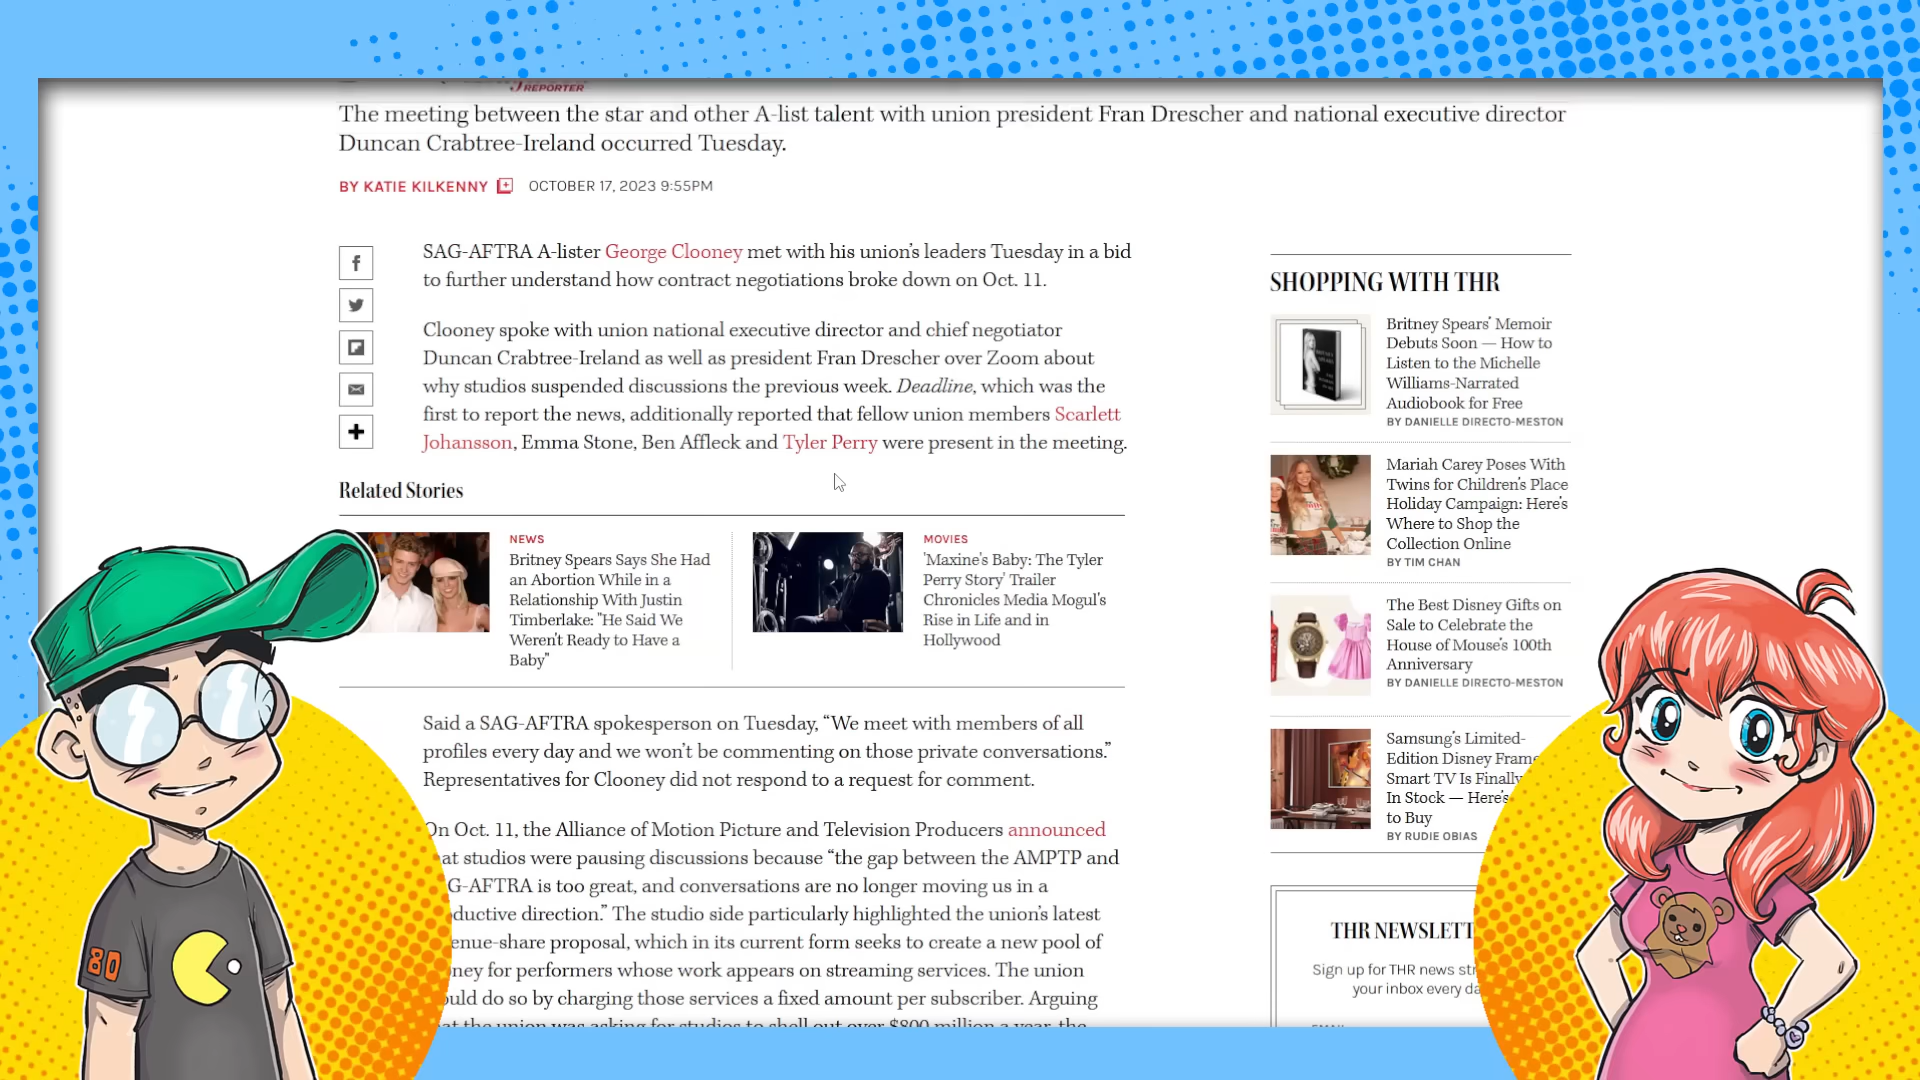 REPORTER
The meeting between the star and other A-list talent with union president Fran Drescher and national executive director
Duncan Crabtree-Ireland occurred Tuesday.
BY KATIE KILKENNY
OCTOBER 17, 2023 9:55PM
SAG-AFTRA A-lister George Clooney met with his union's leaders Tuesday in a bid
to further understand how contract negotiations broke down on Oct. 11.
Clooney spoke with union national executive director and chief negotiator
Duncan Crabtree-Ireland as well as president Fran Drescher over Zoom about
why studios suspended discussions the previous week. Deadline, which was the
first to report the news, additionally reported that fellow union members Scarlett
Johansson, Emma Stone, Ben Affleck and Tyler Perry were present in the meeting.
Related Stories
NEWS
Britney Spears Says She Had
an Abortion While in a
Relationship With Justin
Timberlake: "He Said We
Weren't Ready to Have a
Baby"
MOVIES
'Maxine's Baby: The Tyler
Perry Story' Trailer
Chronicles Media Mogul's
Rise in Life and in
Hollywood
Said a SAG-AFTRA spokesperson on Tuesday, “We meet with members of all
profiles every day and we won't be commenting on those private conversations.”
Representatives for Clooney did not respond to a request for comment.
On Oct. 11, the Alliance of Motion Picture and Television Producers announced
at studios were pausing discussions because “the gap between the AMPTP and
G-AFTRA is too great, and conversations are no longer moving us in a
ductive direction.” The studio side particularly highlighted the union's latest
enue-share proposal, which in its current form seeks to create a new pool of
ney for performers whose work appears on streaming services. The union
uld do so by charging those services a fixed amount per subscriber. Arguing
at the union was asking for studios to shell out over $800 million a year, the
SHOPPING WITH THR
Britney Spears' Memoir
Debuts Soon — How to
Listen to the Michelle
Williams-Narrated
Audiobook for Free
BY DANIELLE DIRECTO-MESTON
Mariah Carey Poses With
Twins for Children's Place
Holiday Campaign: Here's
Where to Shop the
Collection Online
BY TIM CHAN
The Best Disney Gifts on
Sale to Celebrate the
House of Mouse's 100th
Anniversary
BY DANIELLE DIRECTO-MESTON
Samsung's Limited-
Edition Disney Frame
Smart TV Is Finally
In Stock — Here's
to Buy
BY RUDIE OBIAS
THR NEWSLETT
Sign up for THR news str
your inbox every da
80